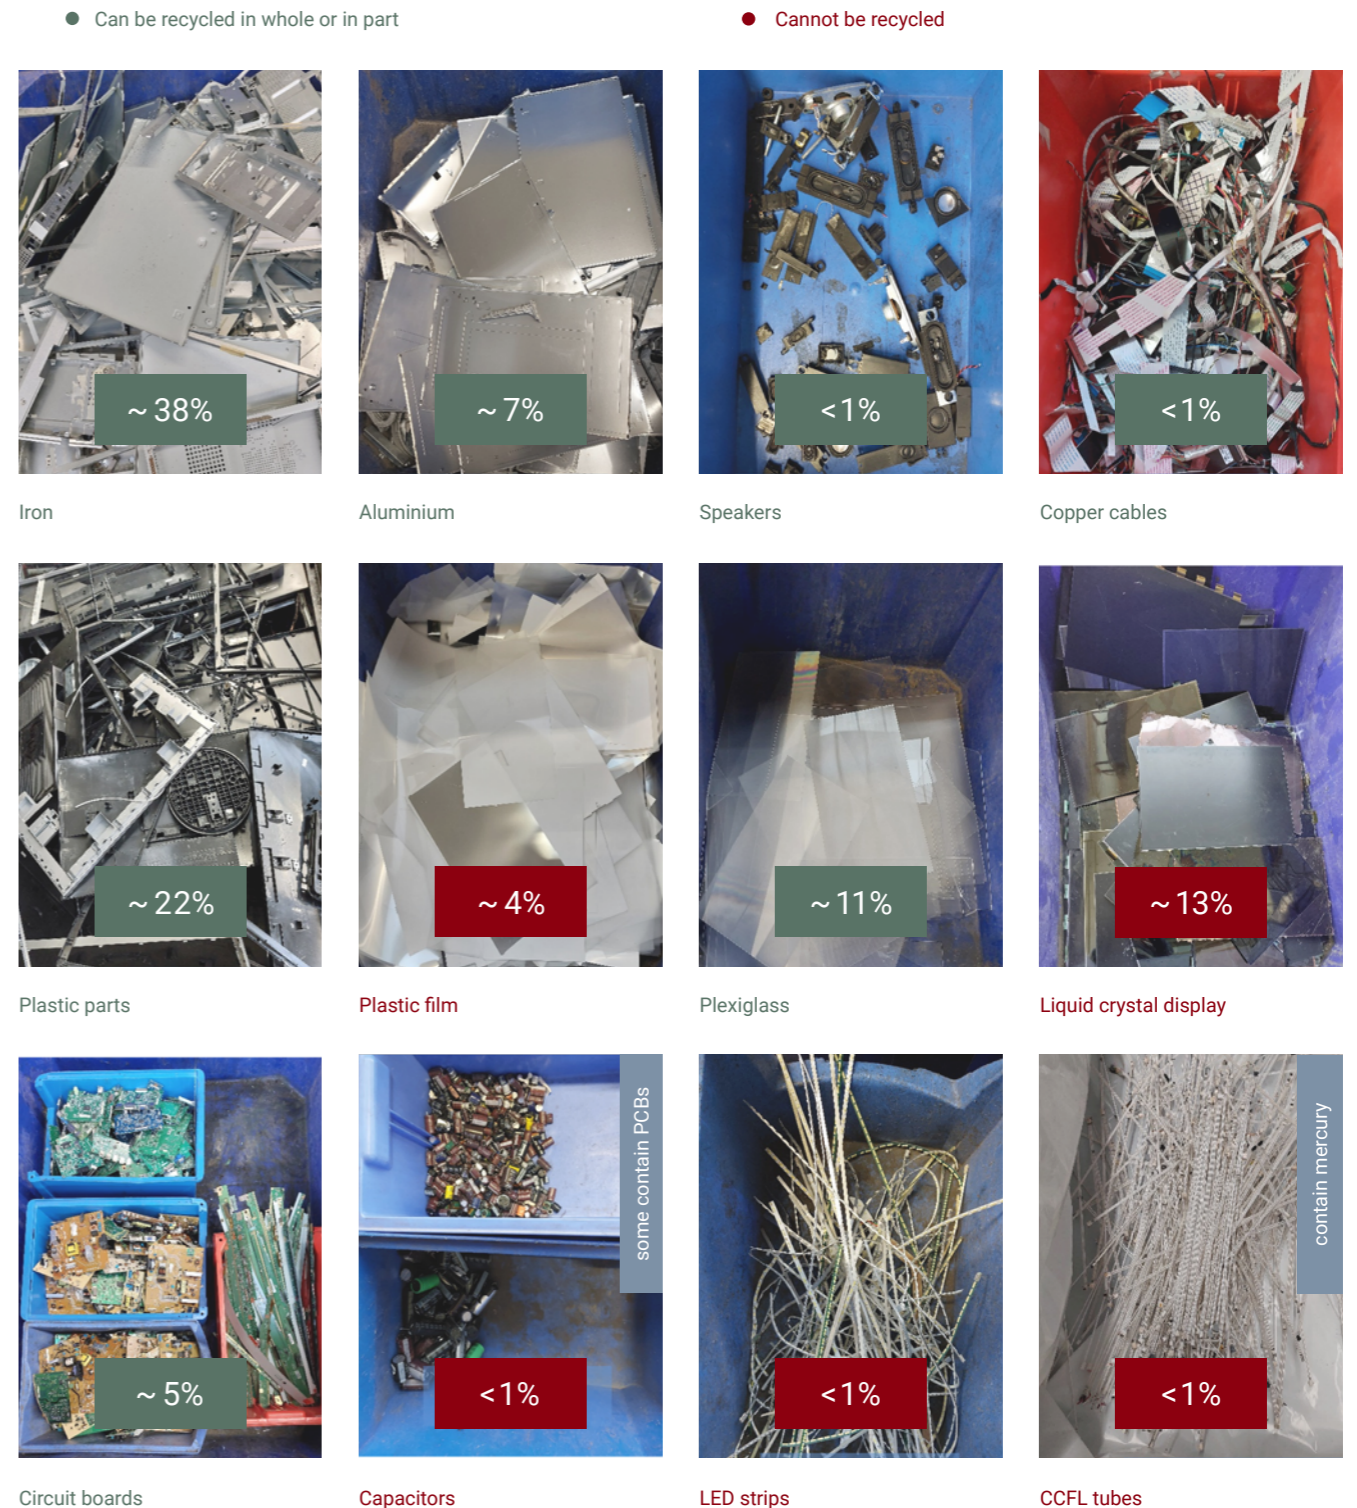 Can be recycled in whole or in part
Cannot be recycled
~38%
~7%
<1%
<1%
Iron
Aluminium
Speakers
Copper cables
~22%
~4%
~11%
~13%
Plastic parts
Plastic film
Plexiglass
Liquid crystal display
some contain PCBs
contain mercury
~5%
<1%
<1%
<1%
Circuit boards
Capacitors
LED strips
CCFL tubes